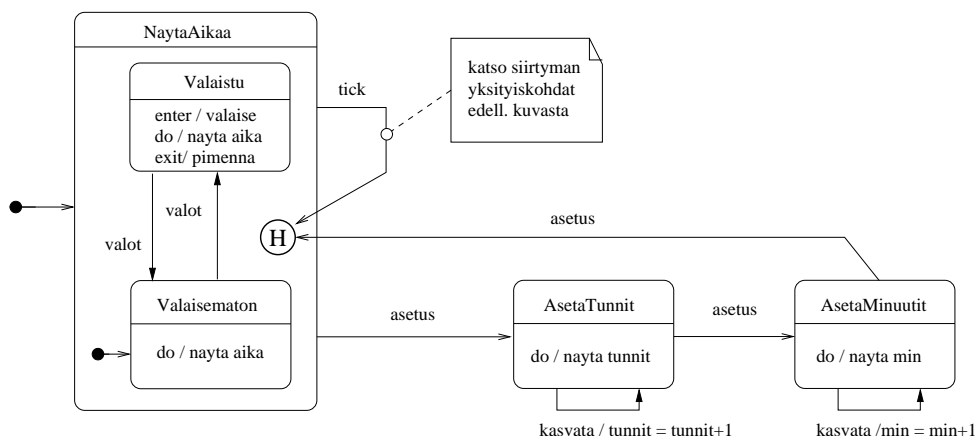 NaytaAikaa
Valaistu
enter / valaise
do / nayta aika
exit/ pimenna
tick
katso siirtyman
yksityiskohdat
edell. kuvasta
valot
valot
H
asetus
Valaisematon
do / nayta aika
asetus
AsetaTunnit
do / nayta tunnit
asetus
AsetaMinuutit
do / nayta min
kasvata / tunnit = tunnit+1
kasvata /min = min+1